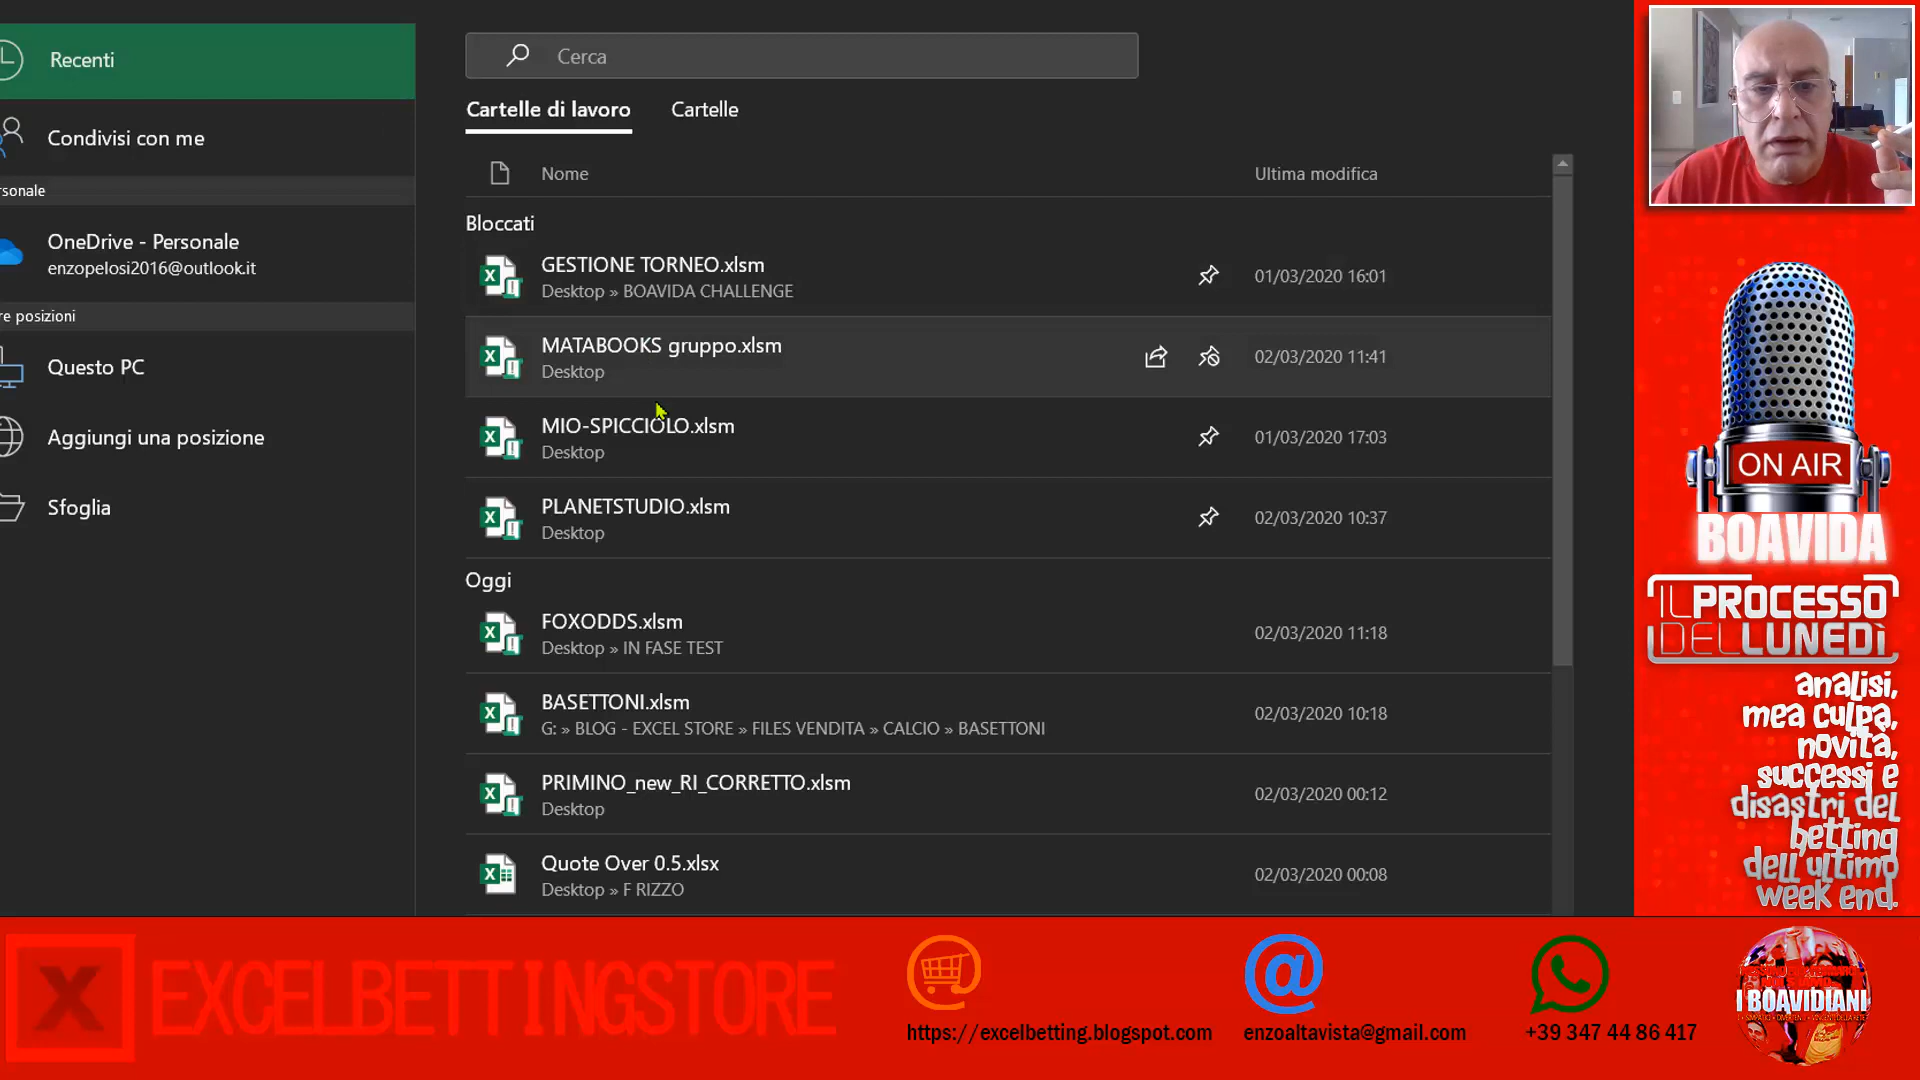 Recenti
Condivisi con me
sonale
OneDrive - Personale
enzopelosi2016@outlook.it
re posizioni
Questo PC
Aggiungi una posizione
Sfoglia
Cerca
Cartelle di lavoro Cartelle
Nome Ultima modifica
Bloccati
GESTIONE TORNEO.xlsm 01/03/2020 16:01
Desktop » BOAVIDA CHALLENGE
MATABOOKS gruppo.xlsm 02/03/2020 11:41
Desktop
MIO-SPICCIOLO.xlsm 01/03/2020 17:03
Desktop
PLANETSTUDIO.xlsm 02/03/2020 10:37
Desktop
Oggi
FOXODDS.xlsm 02/03/2020 11:18
Desktop » IN FASE TEST
BASETTONI.xlsm 02/03/2020 10:18
G: » BLOG - EXCEL STORE » FILES VENDITA » CALCIO » BASETTONI
PRIMINO_new_RI_CORRETTO.xlsm 02/03/2020 00:12
Desktop
Quote Over 0.5.xlsx 02/03/2020 00:08
Desktop » F RIZZO
ON AIR
BOAVIDA
IL PROCESSO
DEL LUNEDÌ
analisi,
mea culpa,
novità,
successi e
disastri del
betting
dell'ultimo
week end.
X EXCELBETTINGSTORE
https://excelbetting.blogspot.com
enzoaltavista@gmail.com
+39 347 44 86 417
I BOAVIDIANI